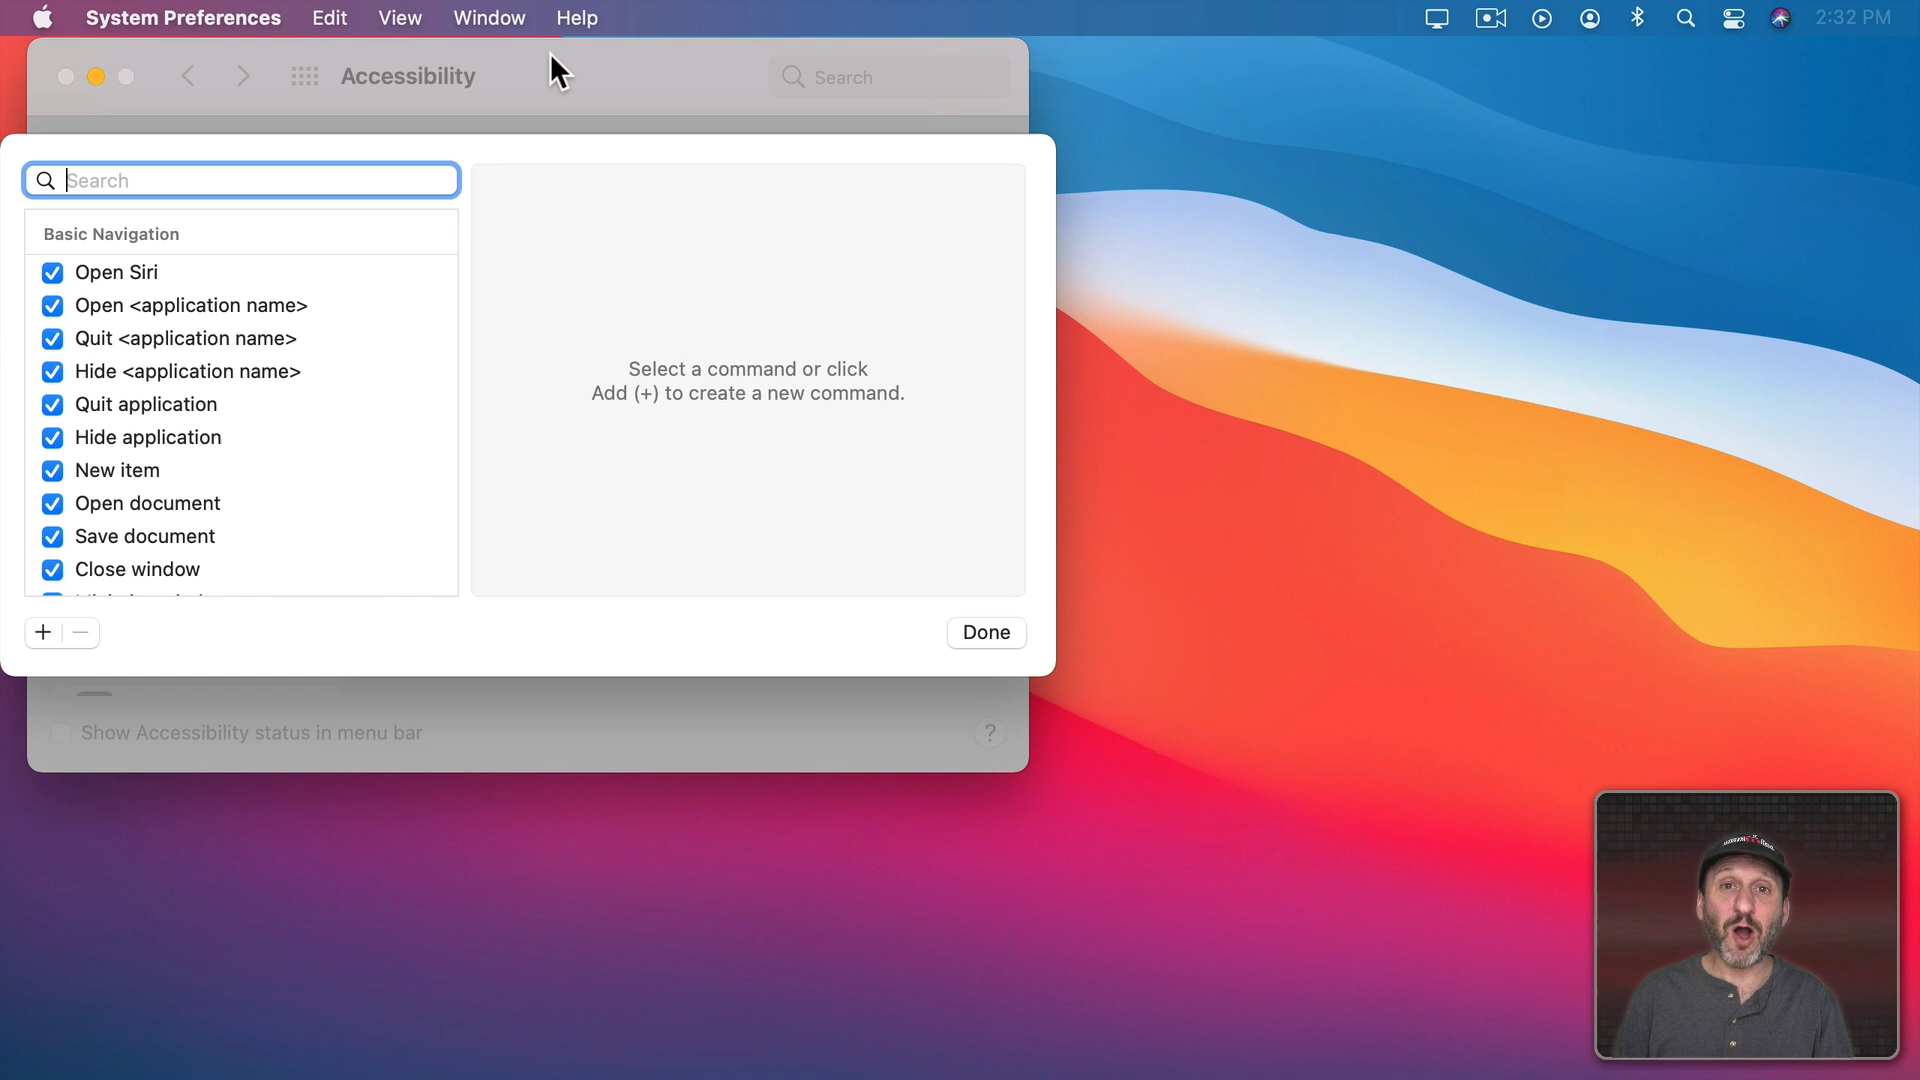 System Preferences Edit View Window Help 2:32 PM
Accessibility Search
Search
Basic Navigation
Open Siri
Open <application name>
Quit <application name>
Hide <application name>
Quit application
Hide application
New item
Open document
Save document
Close window
Select a command or click
Add (+) to create a new command.
+ −
Done
Show Accessibility status in menu bar ?